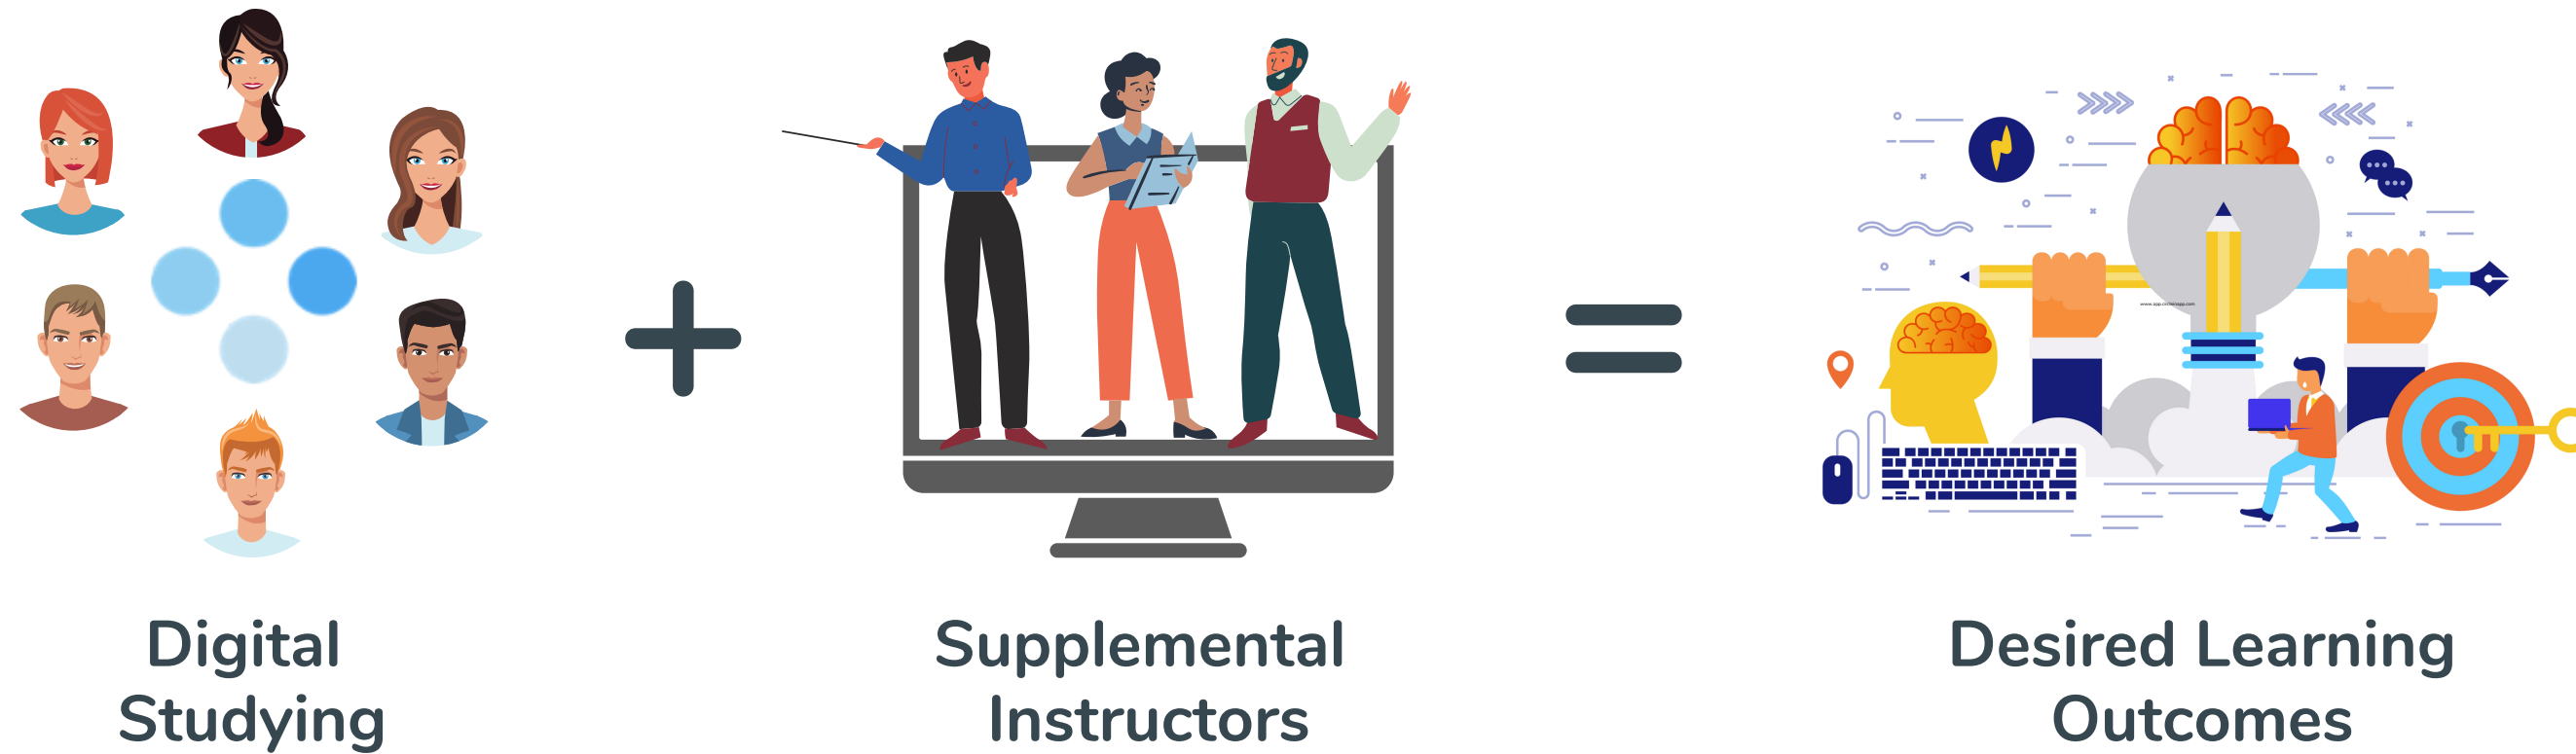 Digital
Studying
+
Supplemental
Instructors
=
Desired Learning
Outcomes